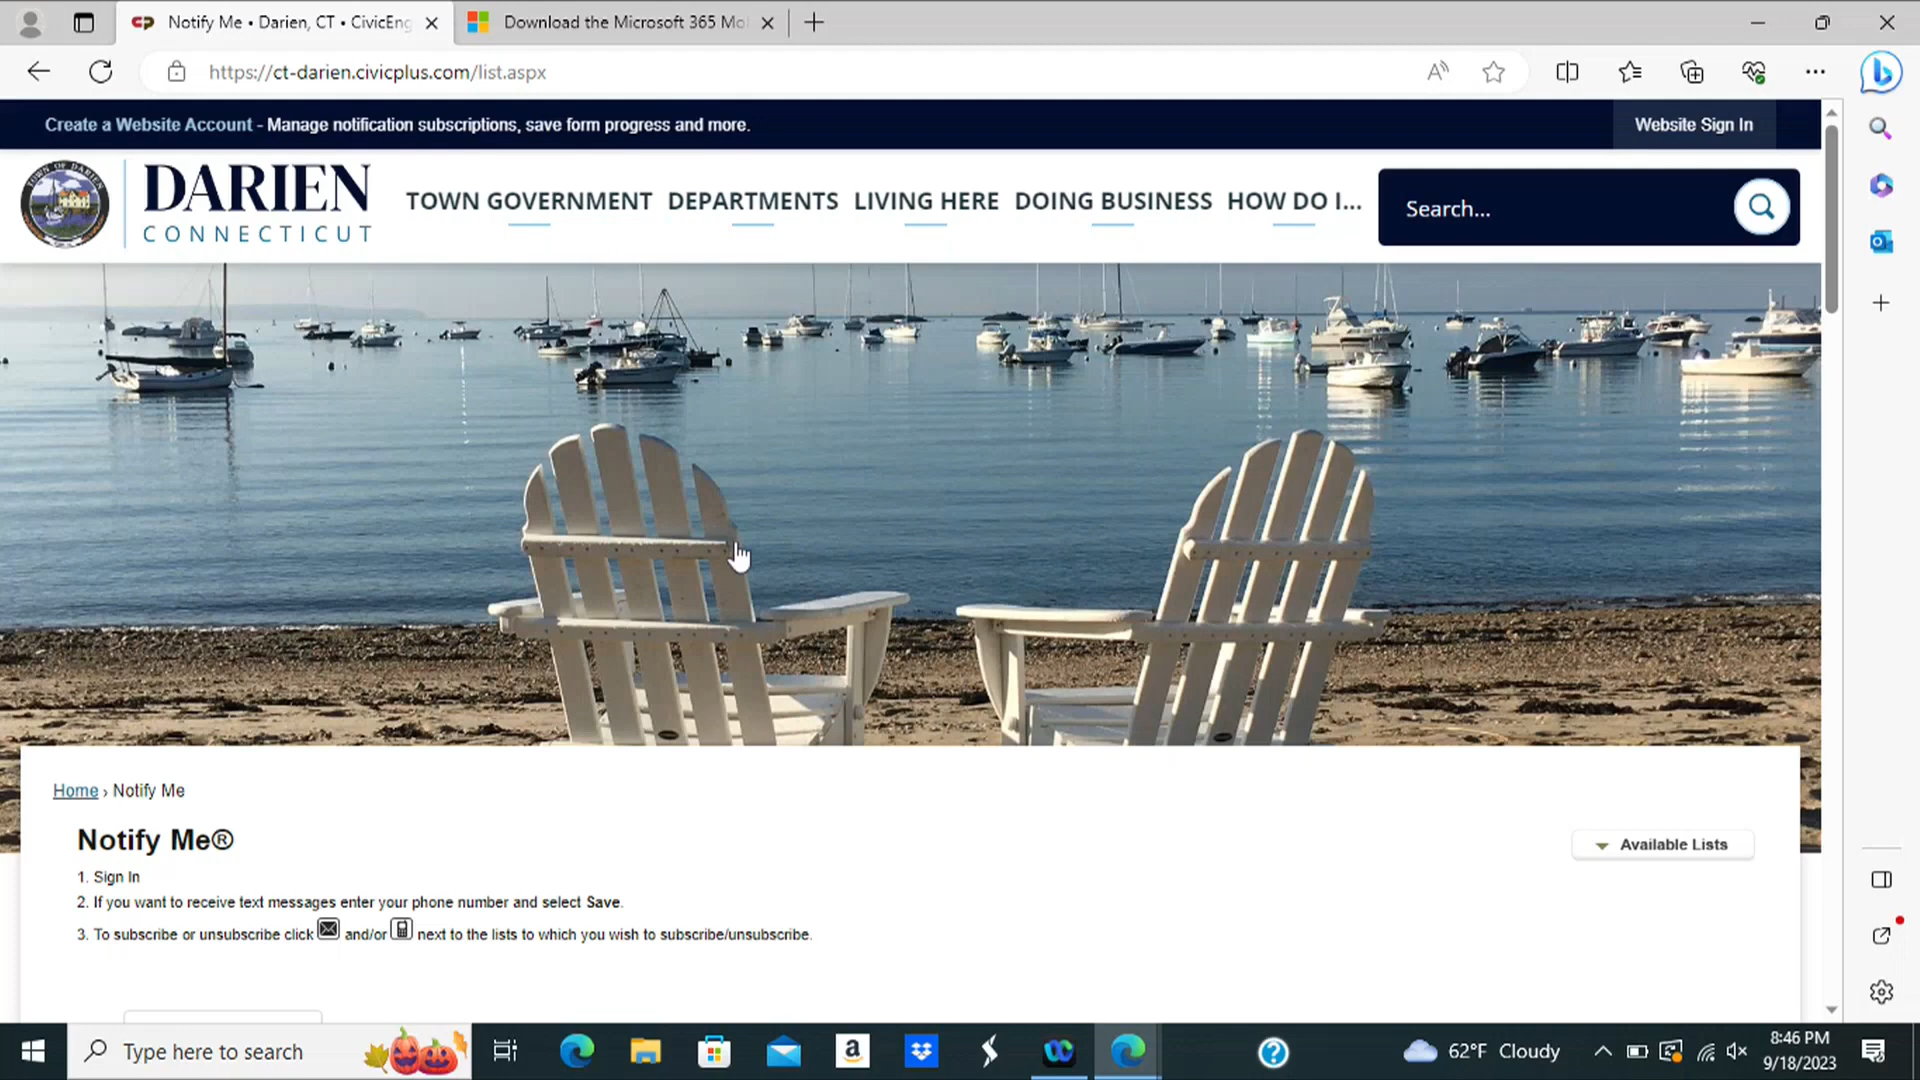 Notify Me • Darien, CT • CivicEng
Download the Microsoft 365 Mo
https://ct-darien.civicplus.com/list.aspx
Create a Website Account - Manage notification subscriptions, save form progress and more.
Website Sign In
DARIEN
CONNECTICUT
TOWN GOVERNMENT DEPARTMENTS LIVING HERE DOING BUSINESS HOW DO I...
Search...
Home › Notify Me
Notify Me®
Available Lists
1. Sign In
2. If you want to receive text messages enter your phone number and select Save.
3. To subscribe or unsubscribe click and/or next to the lists to which you wish to subscribe/unsubscribe.
Type here to search
62°F Cloudy
8:46 PM
9/18/2023